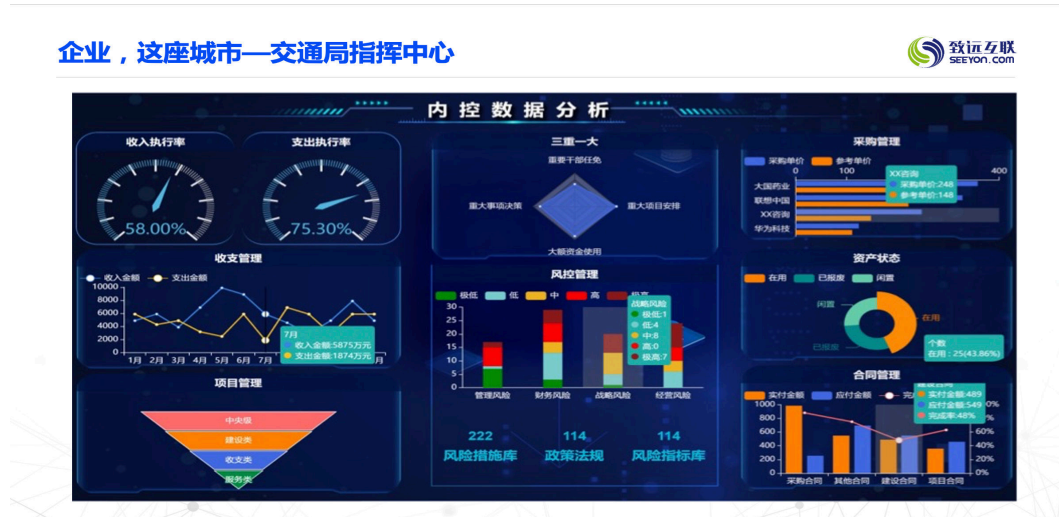 企业，这座城市—交通局指挥中心
致远互联
SEEYON.COM
内控数据分析
收入执行率
58.00%
支出执行率
75.30%
收支管理
收入金额 支出金额
10000
8000
6000
4000
2000
0
1月 2月 3月 4月 5月 6月 7月
7月
收入金额:5875万元
支出金额:1874万元
项目管理
中央级
建设类
收支类
服务类
三重一大
重要干部任免
重大事项决策
重大项目安排
大额资金使用
风控管理
极低 低 中 高 极高
30
25
20
15
10
5
0
管理风险 财务风险 战略风险 经营风险
战略风险
极低:1
低:4
中:8
高:0
极高:7
222
风险措施库
114
政策法规
114
风险指标库
采购管理
采购单价 参考单价
0 100 400
大国药业
联想中国
XX咨询
华为科技
XX咨询
采购单价:248
参考单价:148
资产状态
在用 已报废 闲置
闲置
在用
已报废
个数
在用 : 25(43.86%)
合同管理
实付金额 应付金额
1000
800
600
400
200
0
建设合同
实付金额:489
应付金额:549
完成率:48%
60%
40%
20%
0%
采购合同 其他合同 建设合同 项目合同